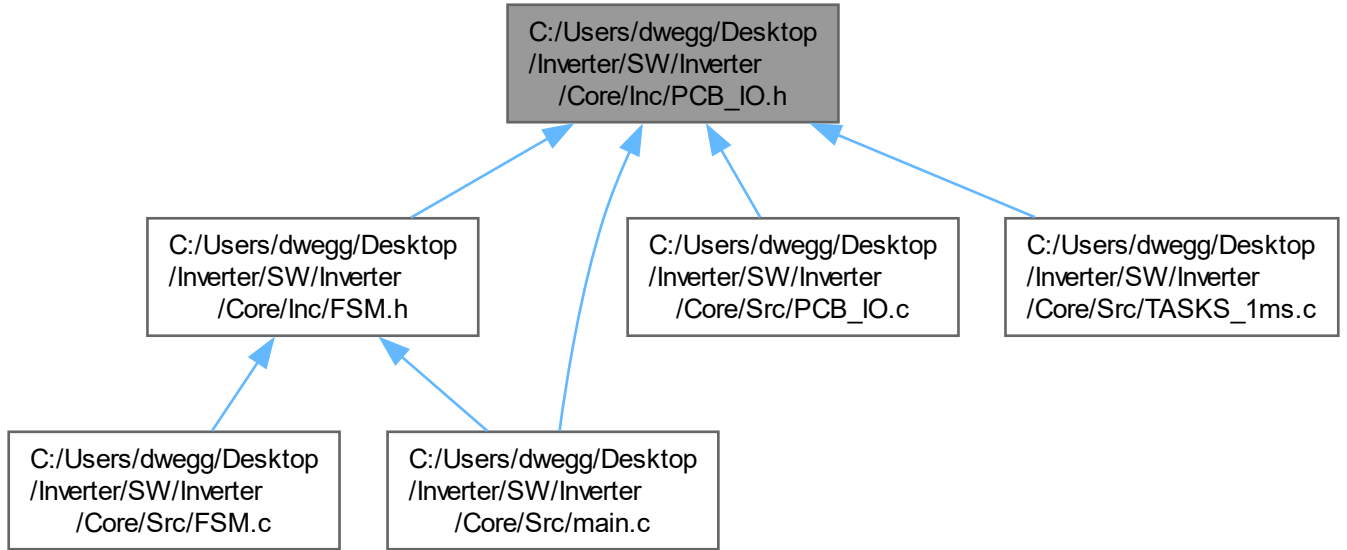 C:/Users/dwegg/Desktop
/Inverter/SW/Inverter
/Core/Inc/PCB_IO.h
C:/Users/dwegg/Desktop
/Inverter/SW/Inverter
/Core/Inc/FSM.h
C:/Users/dwegg/Desktop
/Inverter/SW/Inverter
/Core/Src/PCB_IO.c
C:/Users/dwegg/Desktop
/Inverter/SW/Inverter
/Core/Src/TASKS_1ms.c
C:/Users/dwegg/Desktop
/Inverter/SW/Inverter
/Core/Src/FSM.c
C:/Users/dwegg/Desktop
/Inverter/SW/Inverter
/Core/Src/main.c